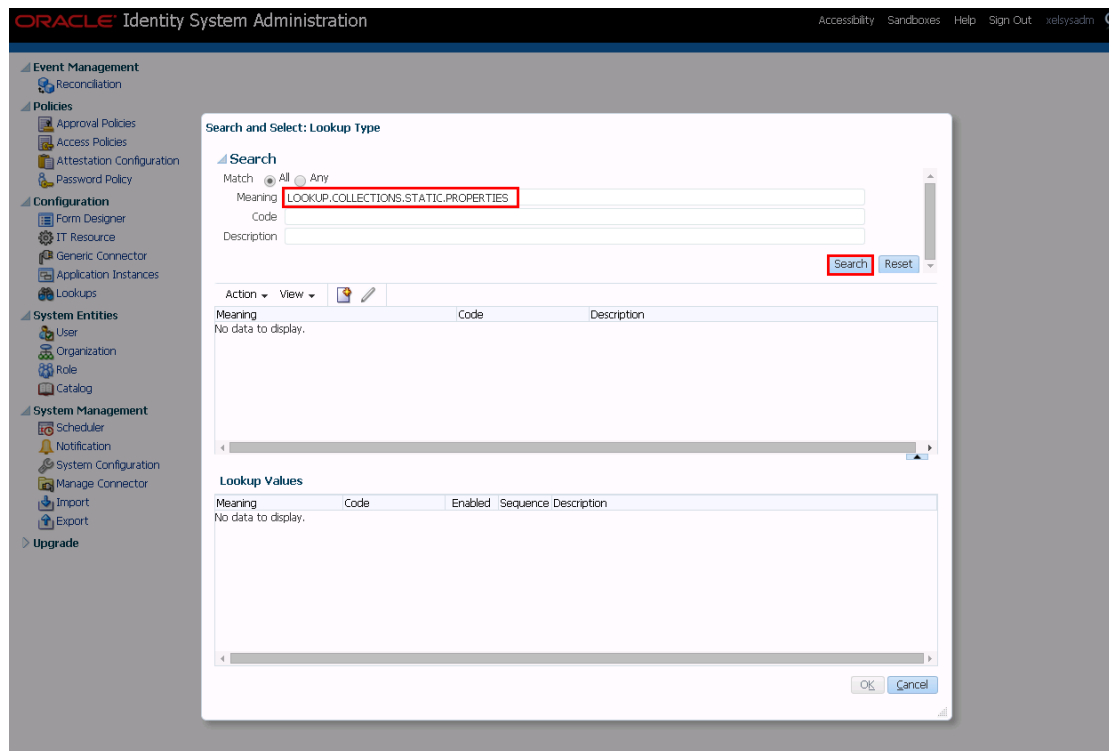 ORACLE Identity System Administration
Accessibility Sandboxes Help Sign Out xelsysadm
Event Management
Reconciliation
Policies
Approval Policies
Access Policies
Attestation Configuration
Password Policy
Configuration
Form Designer
IT Resource
Generic Connector
Application Instances
Lookups
System Entities
User
Organization
Role
Catalog
System Management
Scheduler
Notification
System Configuration
Manage Connector
Import
Export
Upgrade
Search and Select: Lookup Type
Search
Match All Any
Meaning LOOKUP.COLLECTIONS.STATIC.PROPERTIES
Code
Description
Search Reset
Action View
Meaning Code Description
No data to display.
Lookup Values
Meaning Code Enabled Sequence Description
No data to display.
OK Cancel